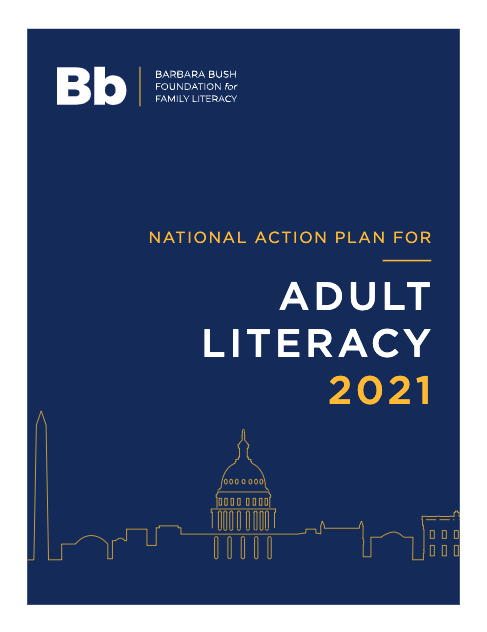 Bb
BARBARA BUSH
FOUNDATION for
FAMILY LITERACY
NATIONAL ACTION PLAN FOR
ADULT
LITERACY
2021